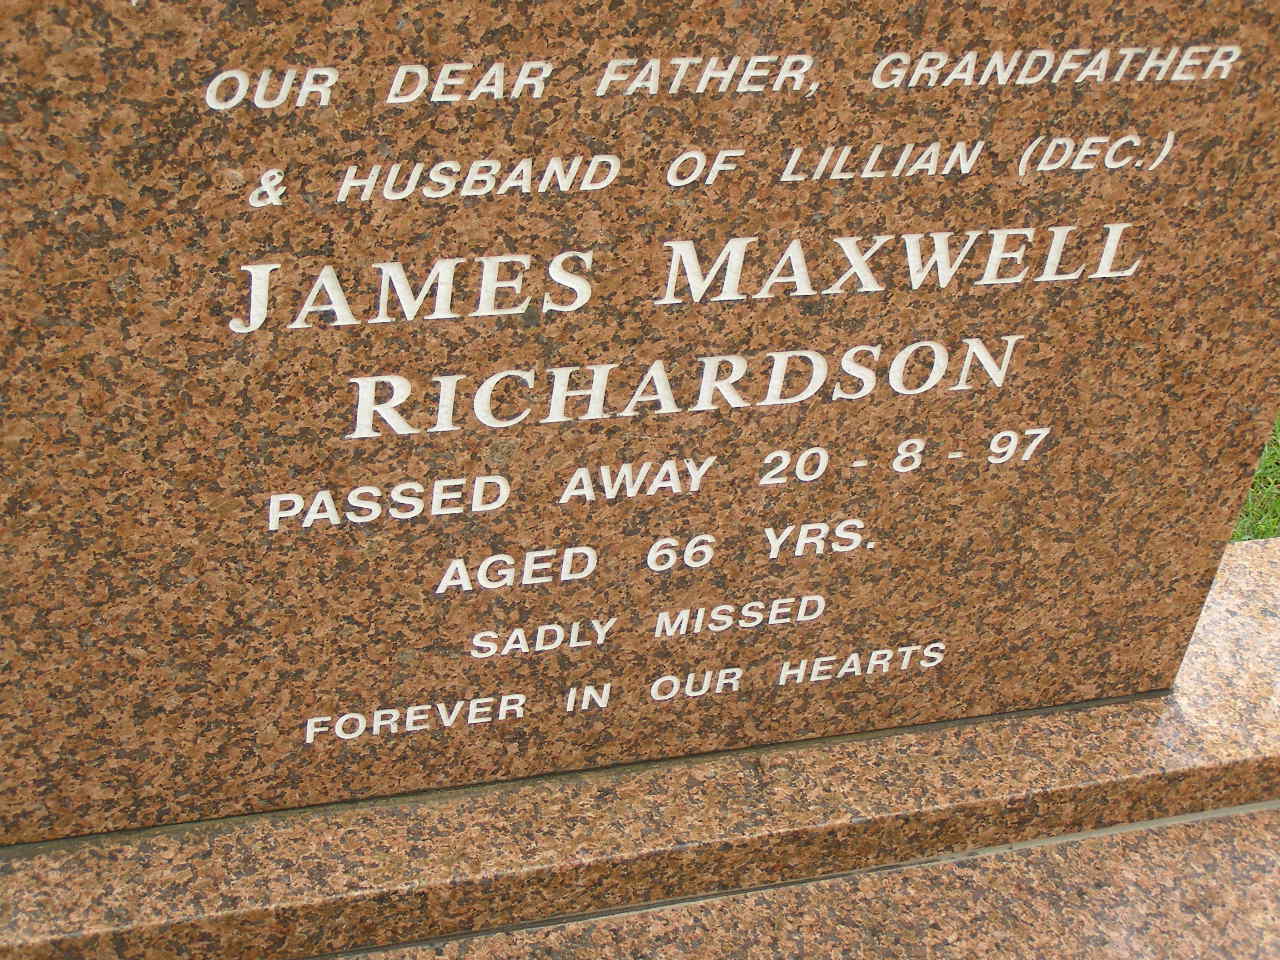 OUR DEAR FATHER, GRANDFATHER
& HUSBAND OF LILLIAN (DEC.)
JAMES MAXWELL
RICHARDSON
PASSED AWAY 20 - 8 - 97
AGED 66 YRS.
SADLY MISSED
FOREVER IN OUR HEARTS